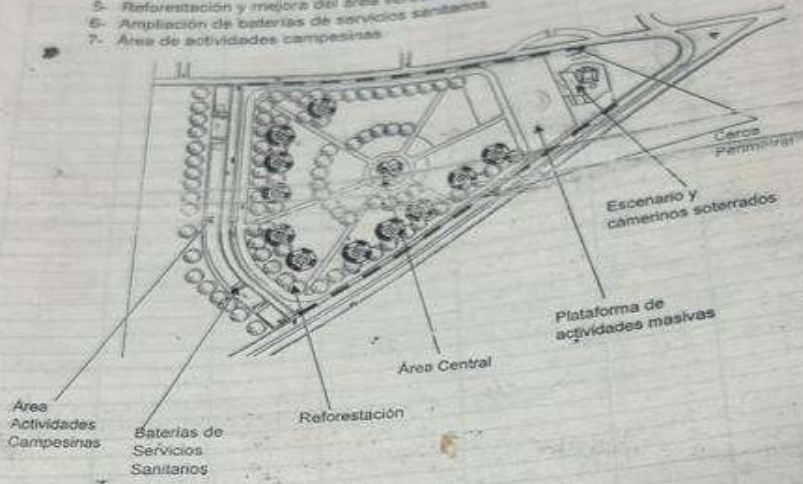 5- Reforestación y mejora del área
6- Ampliación de baterías de servicios sanitarios.
7- Área de actividades campesinas
Cerca
Perimetral
Escenario y
camerinos soterrados
Plataforma de
actividades masivas
Área Central
Reforestación
Área
Actividades
Campesinas
Baterías de
Servicios
Sanitarios